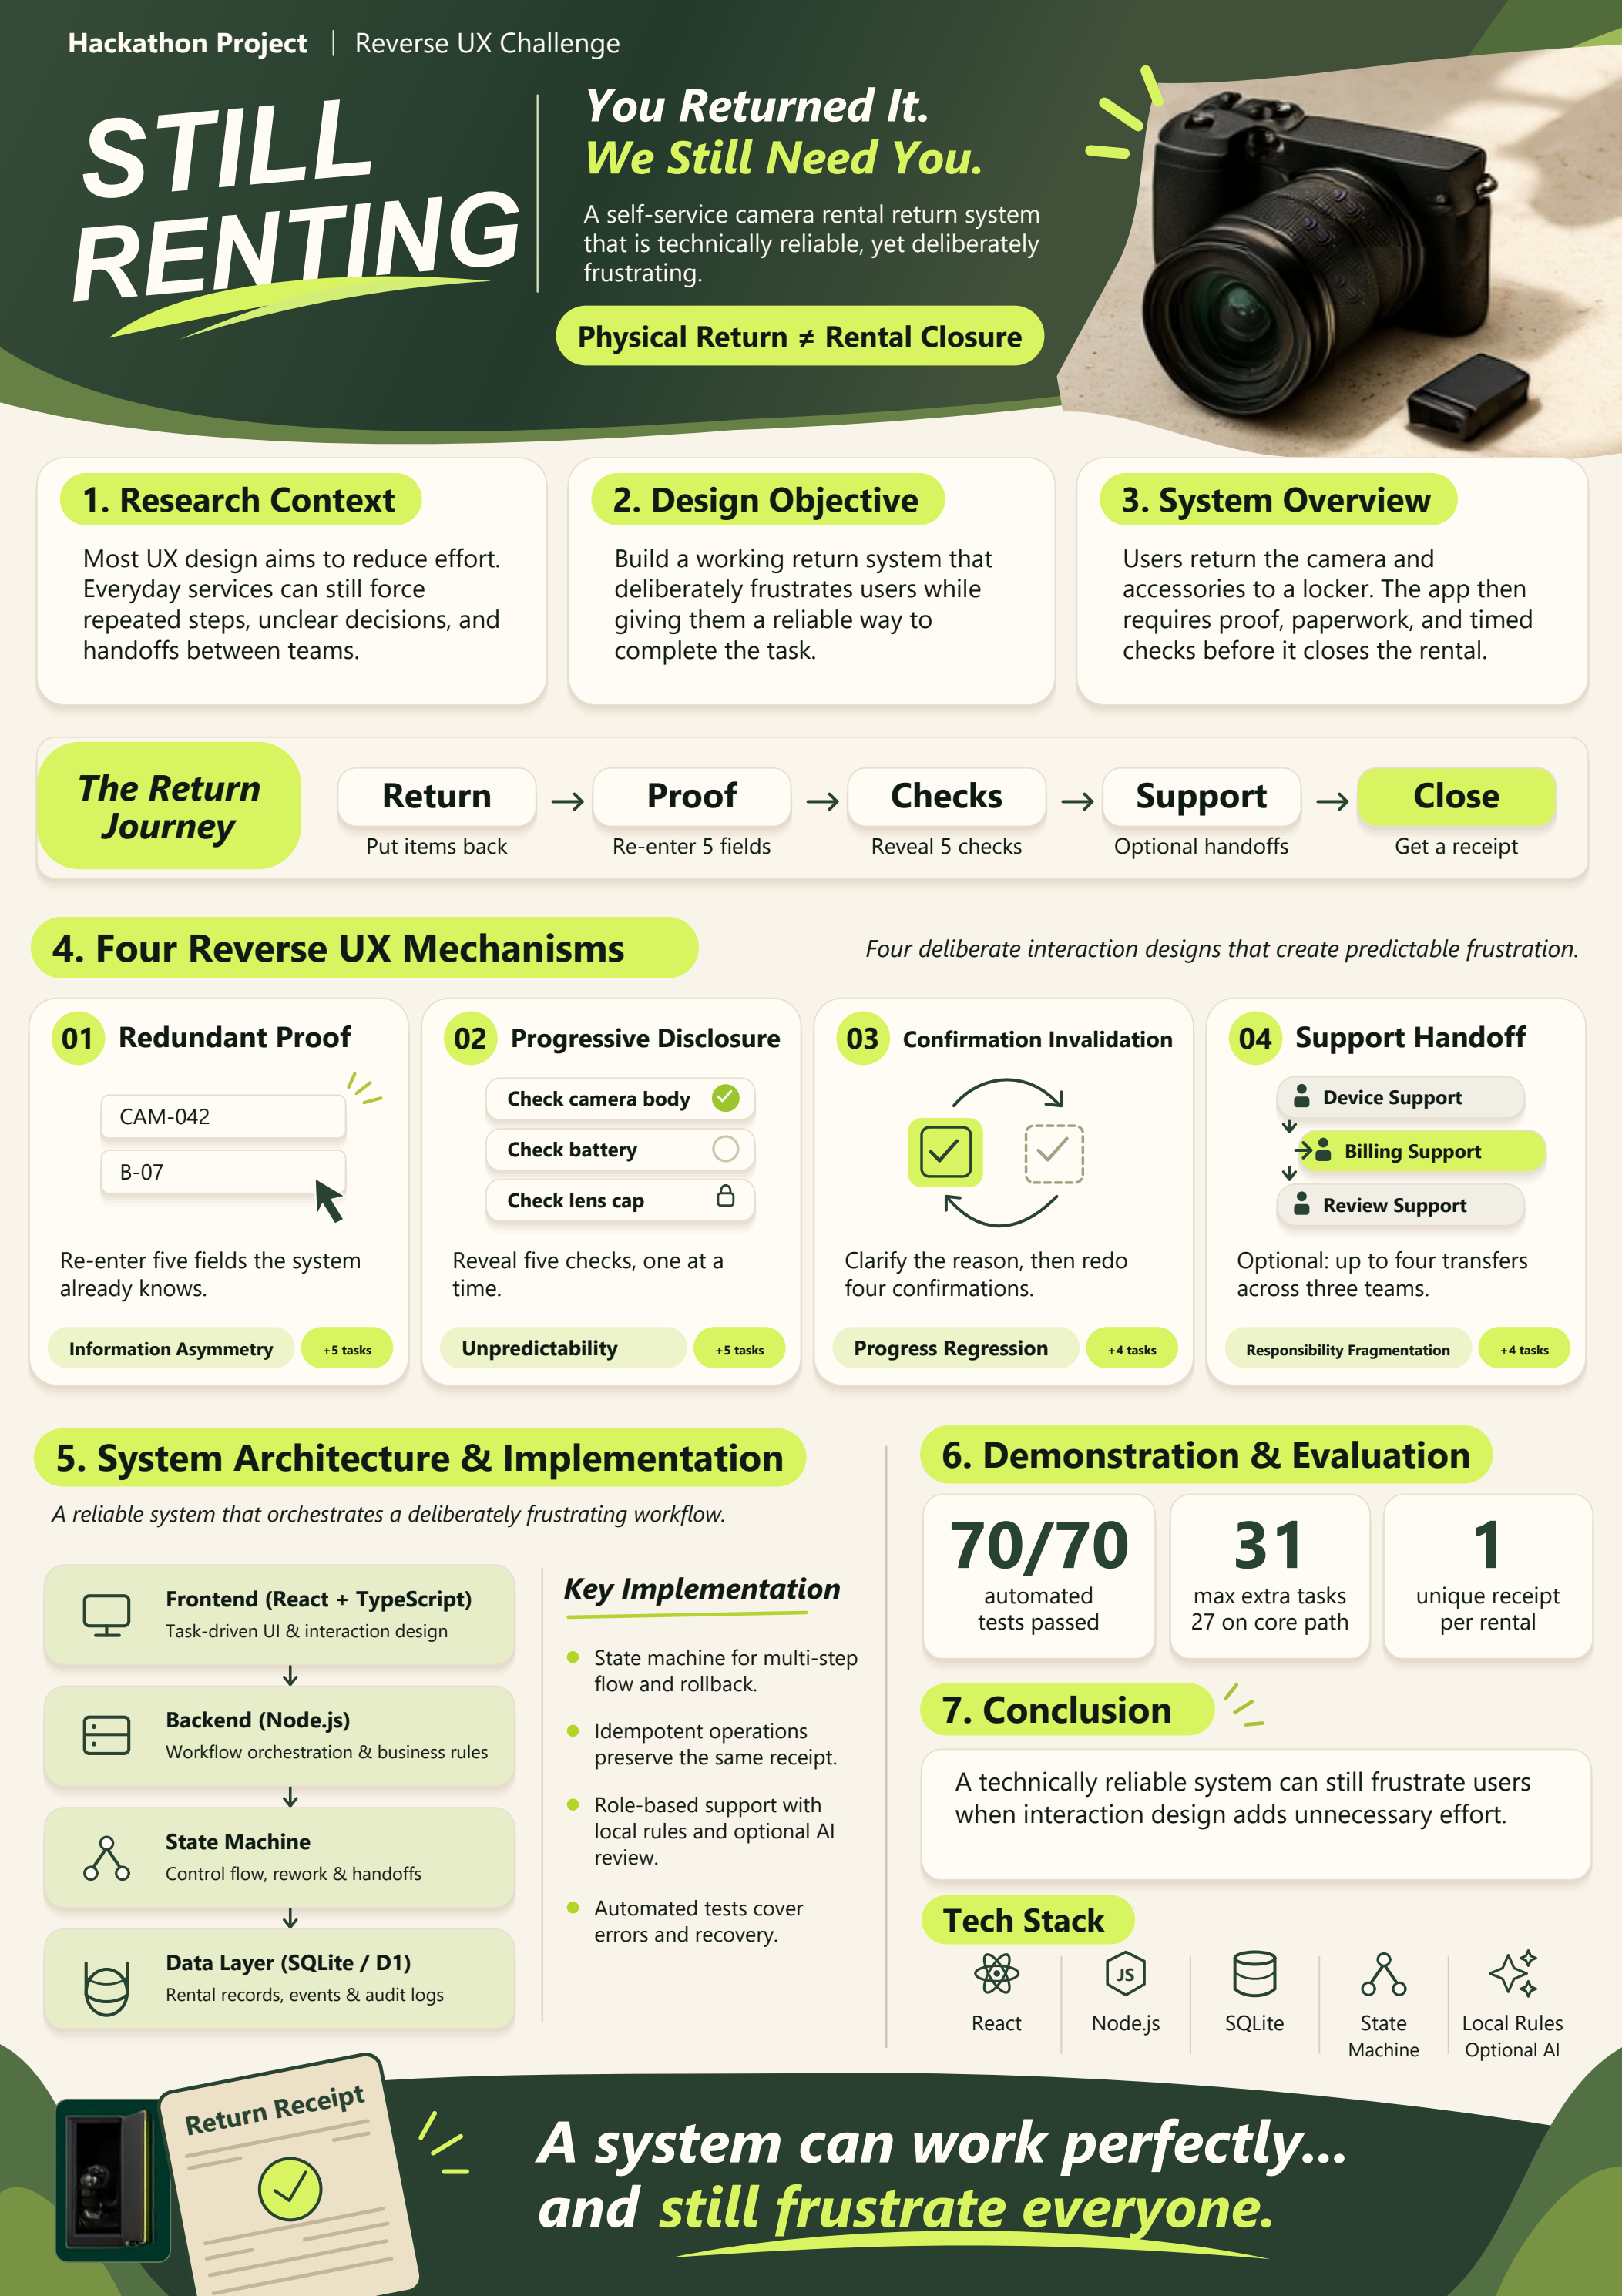 Hackathon Project | Reverse UX Challenge
STILL
RENTING
You Returned It.
We Still Need You.
A self-service camera rental return system
that is technically reliable, yet deliberately
frustrating.
Physical Return ≠ Rental Closure
1. Research Context
Most UX design aims to reduce effort.
Everyday services can still force
repeated steps, unclear decisions, and
handoffs between teams.
2. Design Objective
Build a working return system that
deliberately frustrates users while
giving them a reliable way to
complete the task.
3. System Overview
Users return the camera and
accessories to a locker. The app then
requires proof, paperwork, and timed
checks before it closes the rental.
The Return
Journey
Return
Put items back
Proof
Re-enter 5 fields
Checks
Reveal 5 checks
Support
Optional handoffs
Close
Get a receipt
4. Four Reverse UX Mechanisms
Four deliberate interaction designs that create predictable frustration.
01 Redundant Proof
CAM-042
B-07
Re-enter five fields the system
already knows.
Information Asymmetry
+5 tasks
02 Progressive Disclosure
Check camera body
Check battery
Check lens cap
Reveal five checks, one at a
time.
Unpredictability
+5 tasks
03 Confirmation Invalidation
Clarify the reason, then redo
four confirmations.
Progress Regression
+4 tasks
04 Support Handoff
Device Support
Billing Support
Review Support
Optional: up to four transfers
across three teams.
Responsibility Fragmentation
+4 tasks
5. System Architecture & Implementation
A reliable system that orchestrates a deliberately frustrating workflow.
Frontend (React + TypeScript)
Task-driven UI & interaction design
Backend (Node.js)
Workflow orchestration & business rules
State Machine
Control flow, rework & handoffs
Data Layer (SQLite / D1)
Rental records, events & audit logs
Key Implementation
State machine for multi-step
flow and rollback.
Idempotent operations
preserve the same receipt.
Role-based support with
local rules and optional AI
review.
Automated tests cover
errors and recovery.
6. Demonstration & Evaluation
70/70
automated
tests passed
31
max extra tasks
27 on core path
1
unique receipt
per rental
7. Conclusion
A technically reliable system can still frustrate users
when interaction design adds unnecessary effort.
Tech Stack
React
JS
Node.js
SQLite
State
Machine
Local Rules
Optional AI
Return Receipt
A system can work perfectly...
and still frustrate everyone.